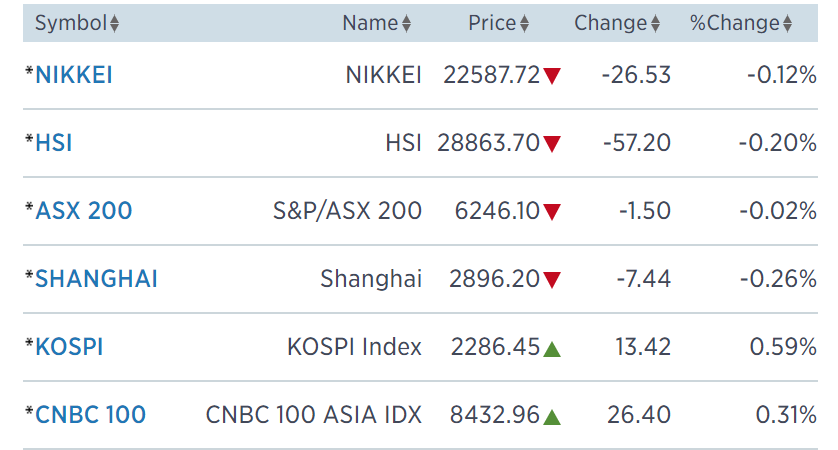 Symbol Name Price Change %Change
*NIKKEI NIKKEI 22587.72 -26.53 -0.12%
*HSI HSI 28863.70 -57.20 -0.20%
*ASX 200 S&P/ASX 200 6246.10 -1.50 -0.02%
*SHANGHAI Shanghai 2896.20 -7.44 -0.26%
*KOSPI KOSPI Index 2286.45 13.42 0.59%
*CNBC 100 CNBC 100 ASIA IDX 8432.96 26.40 0.31%